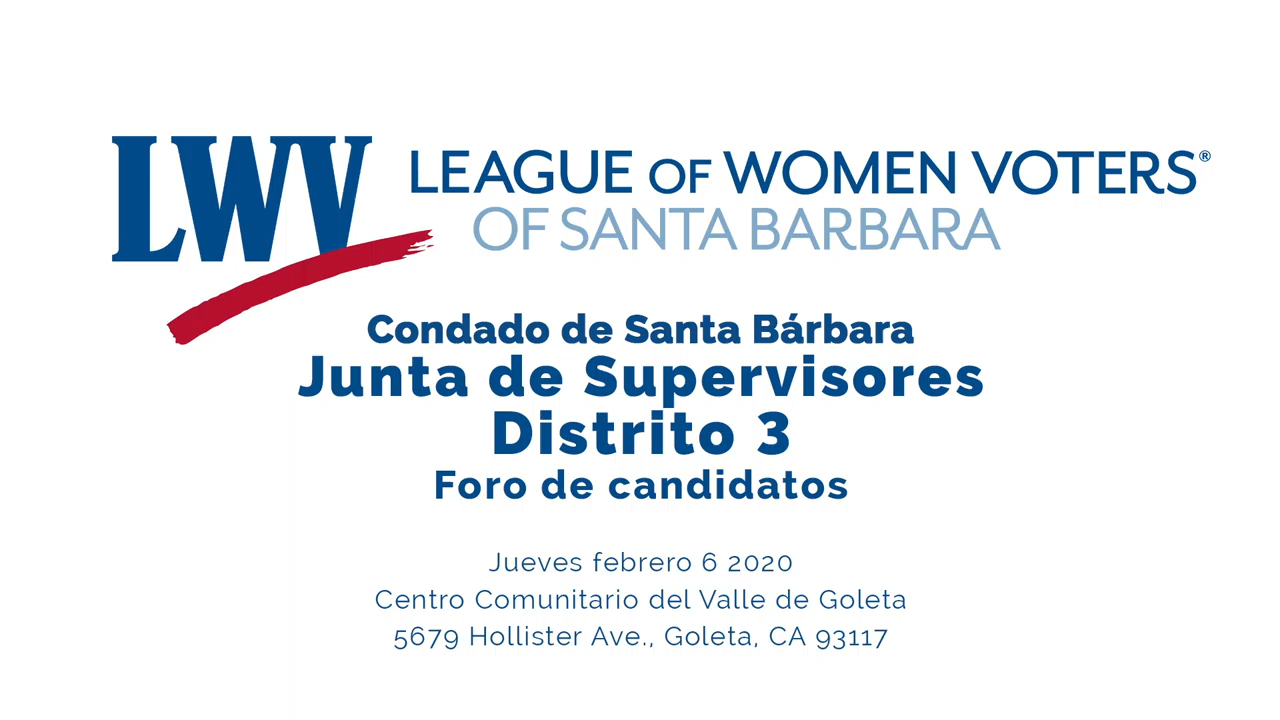 LWV
LEAGUE OF WOMEN VOTERS®
OF SANTA BARBARA
Condado de Santa Bárbara
Junta de Supervisores
Distrito 3
Foro de candidatos
Jueves febrero 6 2020
Centro Comunitario del Valle de Goleta
5679 Hollister Ave., Goleta, CA 93117